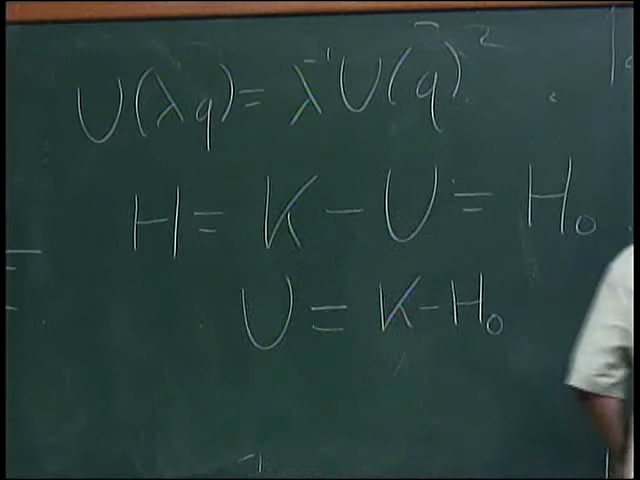 U(λq) = λ⁻¹U(q)
H = K − U = H₀
U = K − H₀